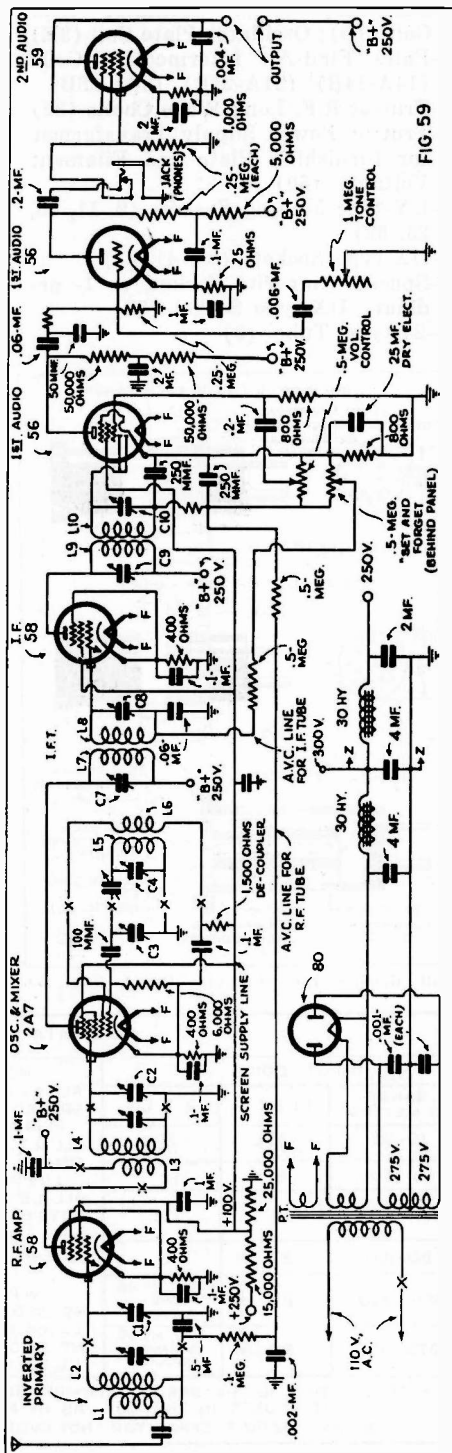 INVERTED
PRIMARY
L1
L2
C1
R.F. AMP.
58
F
F
.5-
MF.
.1-
MEG.
.002-MF.
400
OHMS
.1-
MF.
+250V.
15,000 OHMS
+100V.
25,000 OHMS
.1-
MF.
.1-MF.
"B+"
250V.
L3
L4
C2
OSC. & MIXER
2A7
F
F
400
OHMS
.1-
MF.
6,000
OHMS
SCREEN SUPPLY LINE
100
MMF.
C3
C4
L5
L6
.1-
MF.
1,500 OHMS
DE-COUPLER
A.V.C. LINE FOR
R.F. TUBE
I.F.T.
L7
L8
C7
C8
"B+"
250V.
.06-
MF.
A.V.C. LINE
FOR I.F. TUBE
.5-MEG
.5-
MEG.
I.F.
58
F
F
400
OHMS
.1-
MF.
L9
L10
C9
C10
"B+"
250V.
1ST. AUDIO
56
F
F
250
MMF.
250
MMF.
50,000
OHMS
.06-MF.
50MMF.
50,000
OHMS
2
MF.
.25-
MEG.
"B+"
250V.
.2-
MF.
800
OHMS
800
OHMS
.5-MEG.
VOL.
CONTROL
25 MF.
DRY ELECT.
.5-MEG.
"SET AND
FORGET"
(BEHIND PANEL)
1ST. AUDIO
56
F
F
.1-MF.
.25
OHMS
.006-MF.
1 MEG.
TONE
CONTROL
.2-MF.
JACK
(PHONES)
.25-
MEG.
(EACH)
5,000
OHMS
"B+"
250V.
2ND. AUDIO
59
F
F
2
MF.
1,000
OHMS
.004-
MF.
OUTPUT
"B+"
250V.
FIG. 59
110 V.,
A.C.
P.T.
F
F
275 V.
275 V.
.001-
MF.
(EACH)
80
30 HY.
4 MF.
300 V.
Z
Z
4 MF.
30 HY.
250V.
2 MF.